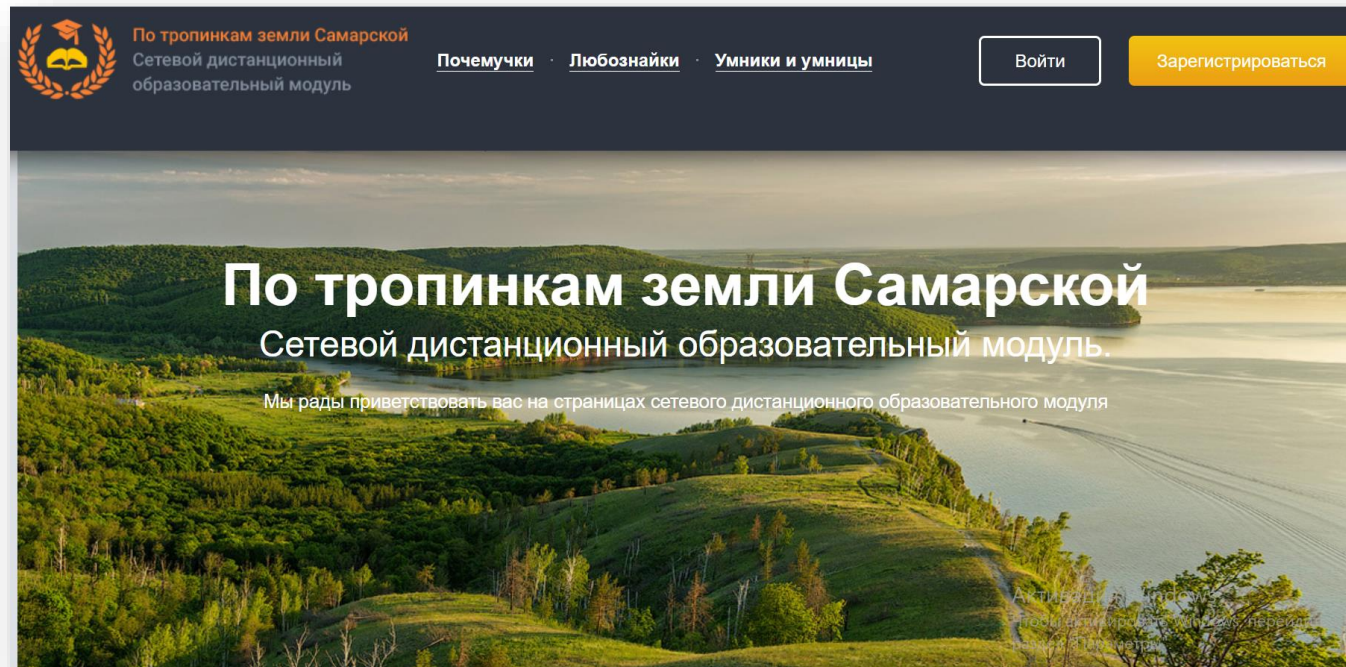 По тропинкам земли Самарской
Сетевой дистанционный
образовательный модуль
Почемучки · Любознайки · Умники и умницы
Войти
Зарегистрироваться
По тропинкам земли Самарской
Сетевой дистанционный образовательный модуль.
Мы рады приветствовать вас на страницах сетевого дистанционного образовательного модуля